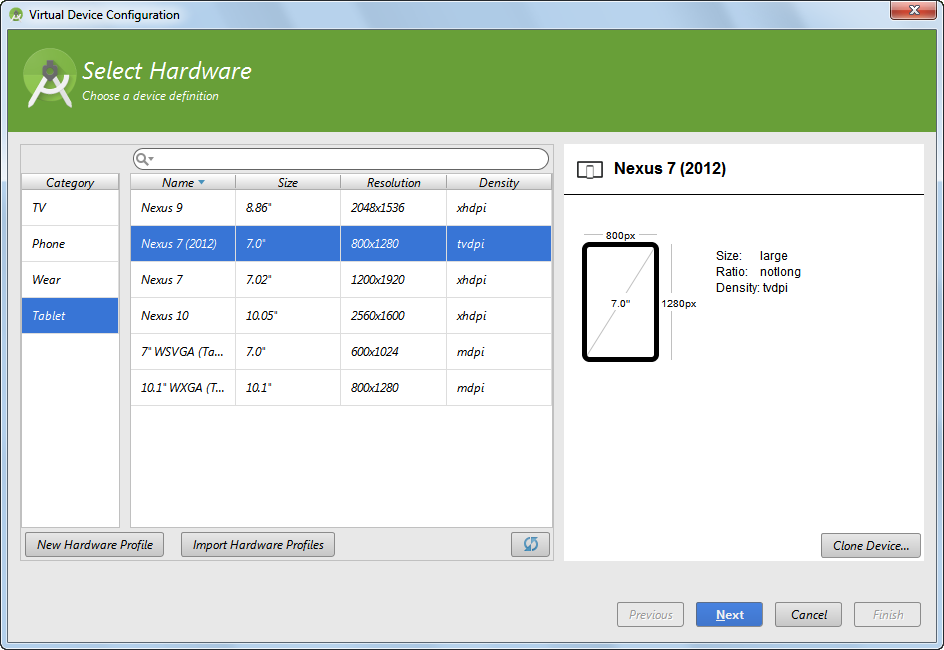 Virtual Device Configuration
Select Hardware
Choose a device definition
Category
TV
Phone
Wear
Tablet
Name Size Resolution Density
Nexus 9 8.86" 2048x1536 xhdpi
Nexus 7 (2012) 7.0" 800x1280 tvdpi
Nexus 7 7.02" 1200x1920 xhdpi
Nexus 10 10.05" 2560x1600 xhdpi
7" WSVGA (Ta... 7.0" 600x1024 mdpi
10.1" WXGA (T... 10.1" 800x1280 mdpi
New Hardware Profile Import Hardware Profiles
Nexus 7 (2012)
800px
7.0"
1280px
Size: large
Ratio: notlong
Density: tvdpi
Clone Device...
Previous Next Cancel Finish